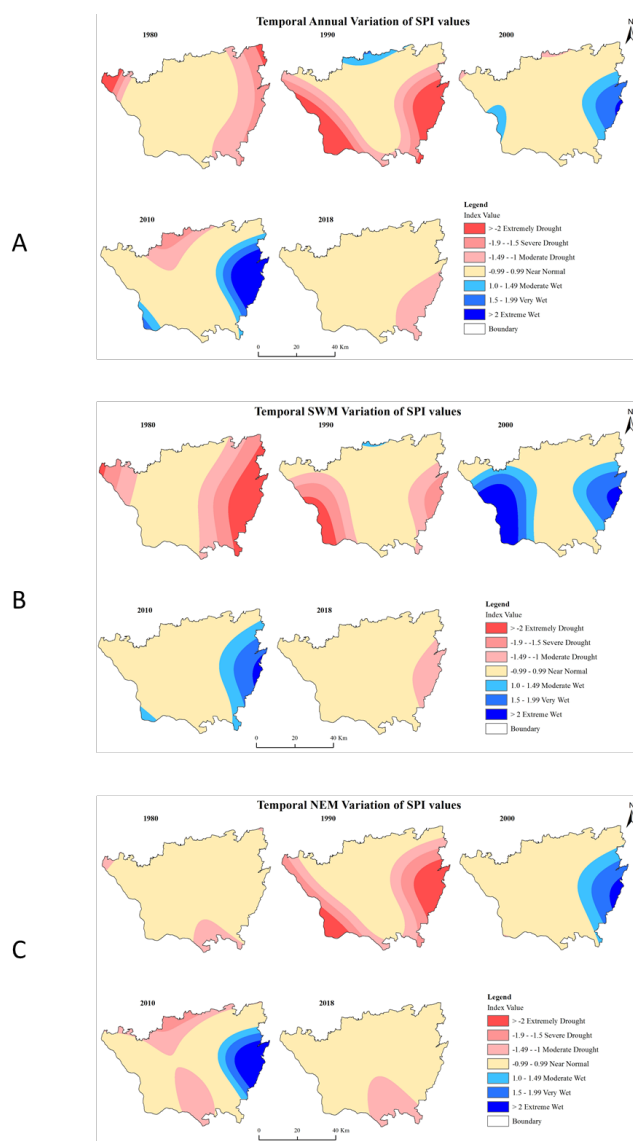 Temporal Annual Variation of SPI values
N
1980
1990
2000
A
2010
2018
Legend
Index Value
> -2 Extremely Drought
-1.9 - -1.5 Severe Drought
-1.49 - -1 Moderate Drought
-0.99 - 0.99 Near Normal
1.0 - 1.49 Moderate Wet
1.5 - 1.99 Very Wet
> 2 Extreme Wet
Boundary
0 20 40 Km
Temporal SWM Variation of SPI values
N
1980
1990
2000
B
2010
2018
Legend
Index Value
> -2 Extremely Drought
-1.9 - -1.5 Severe Drought
-1.49 - -1 Moderate Drought
-0.99 - 0.99 Near Normal
1.0 - 1.49 Moderate Wet
1.5 - 1.99 Very Wet
> 2 Extreme Wet
Boundary
0 20 40 Km
Temporal NEM Variation of SPI values
N
1980
1990
2000
C
2010
2018
Legend
Index Value
> -2 Extremely Drought
-1.9 - -1.5 Severe Drought
-1.49 - -1 Moderate Drought
-0.99 - 0.99 Near Normal
1.0 - 1.49 Moderate Wet
1.5 - 1.99 Very Wet
> 2 Extreme Wet
Boundary
0 20 40 Km